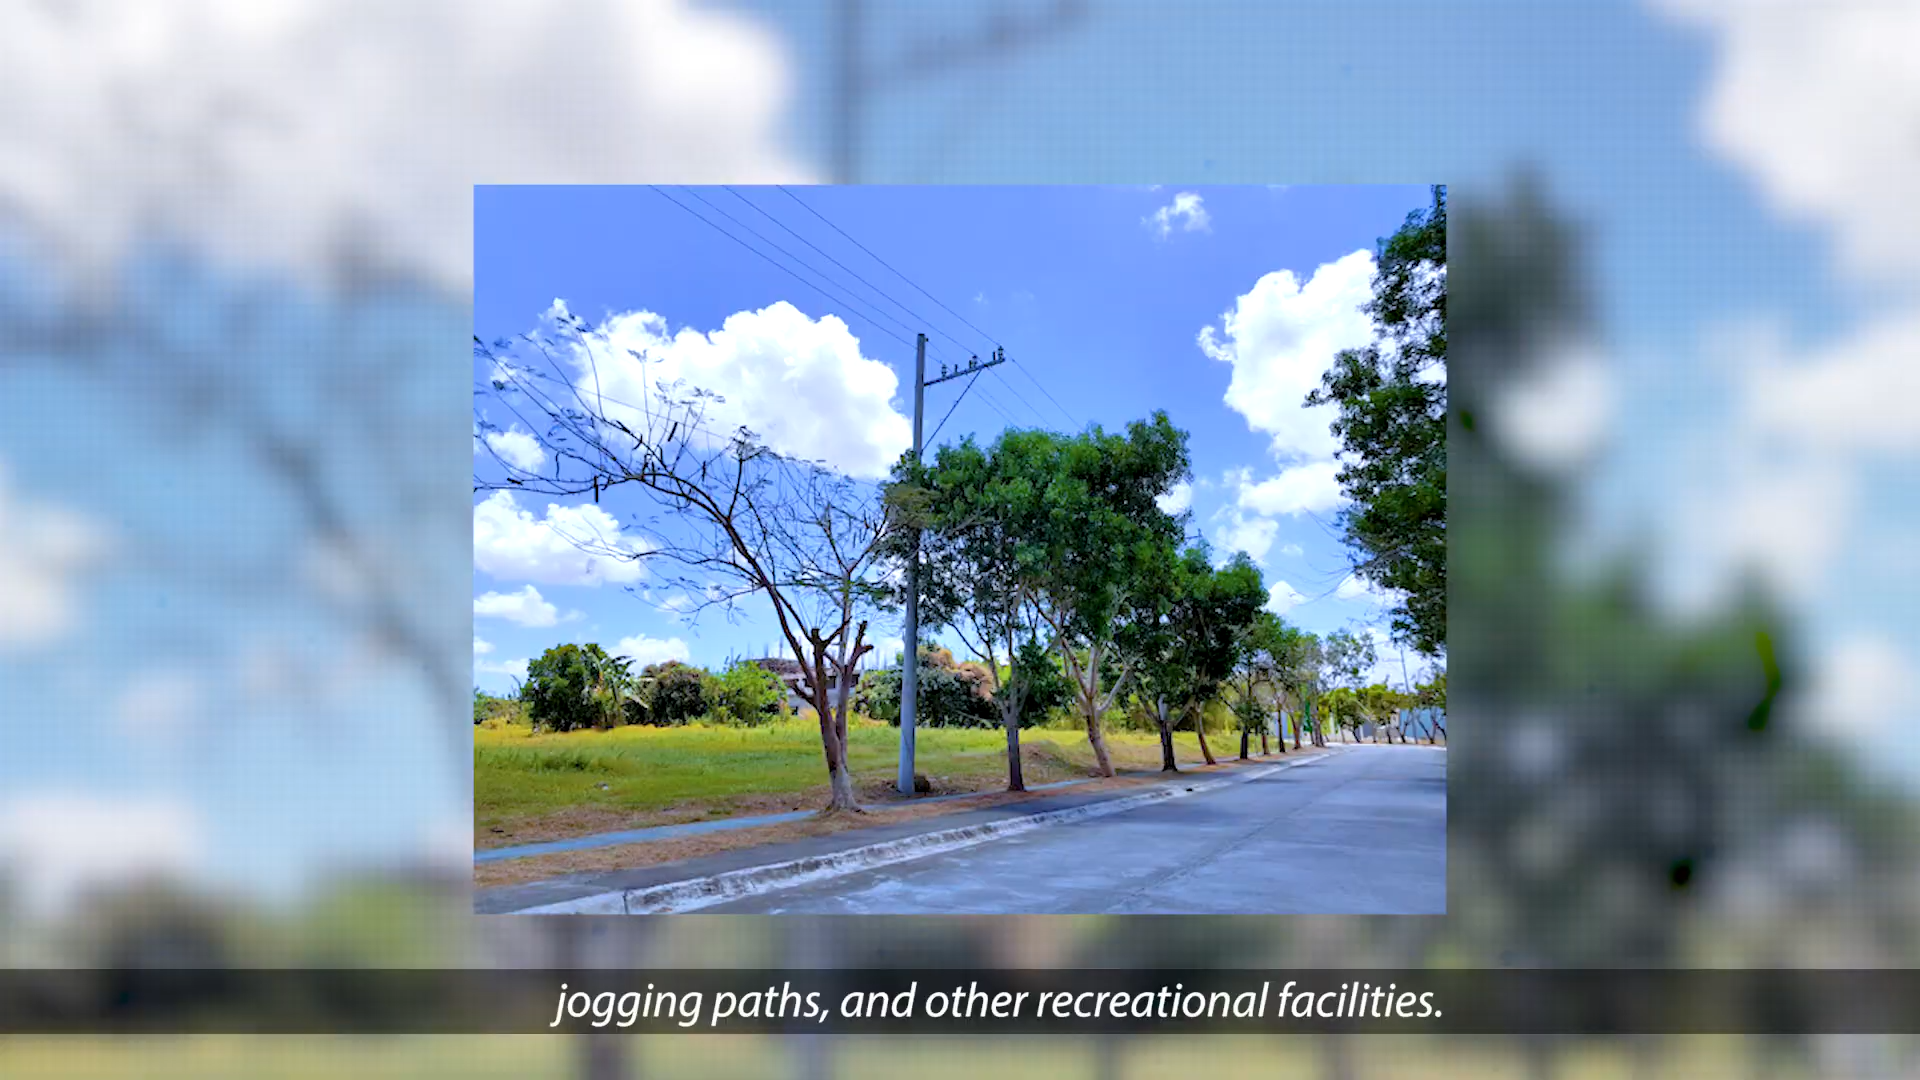 jogging paths, and other recreational facilities.